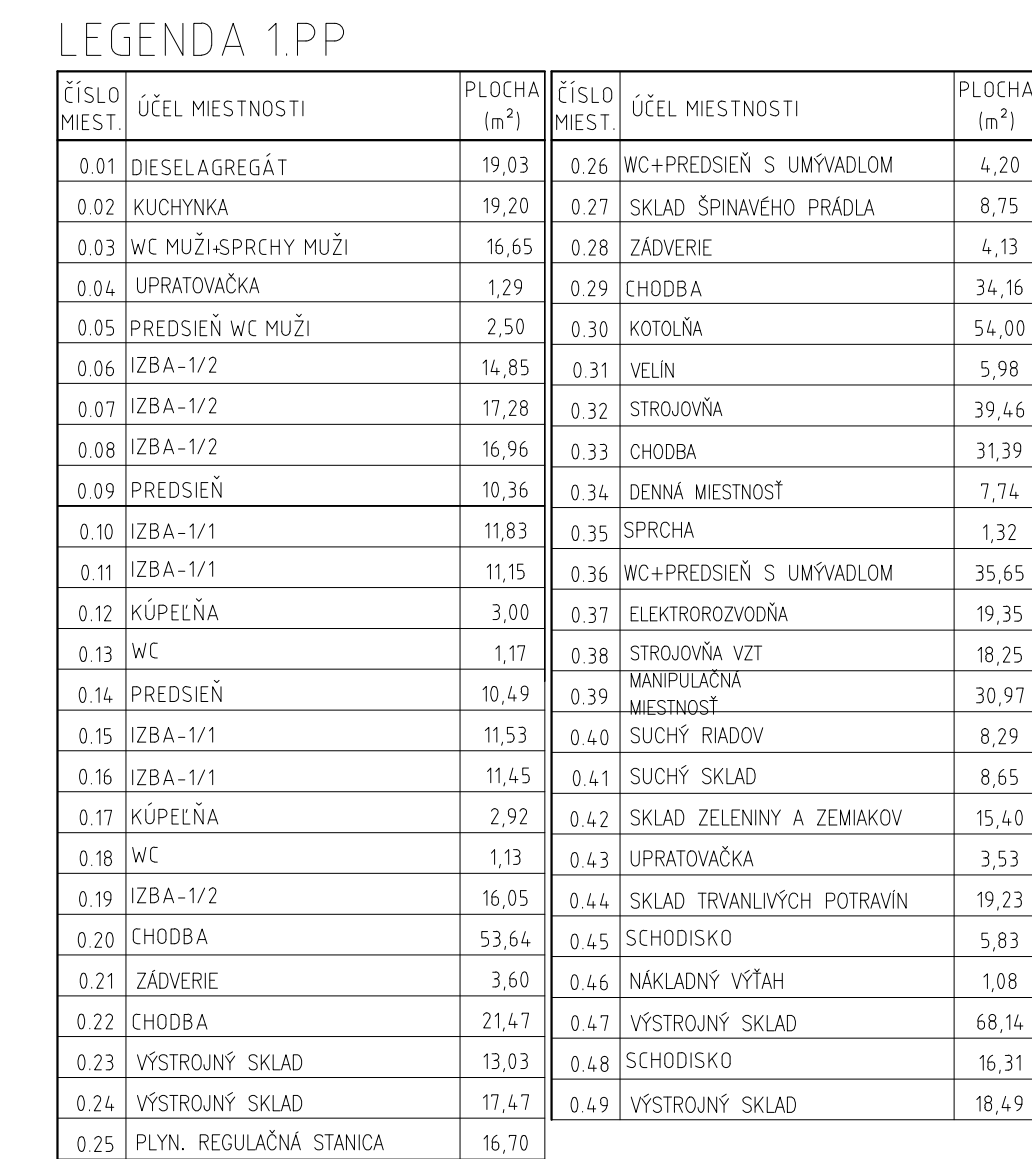 LEGENDA 1.PP
ČÍSLO MIEST. ÚČEL MIESTNOSTI PLOCHA (m²)
0.01 DIESELAGREGÁT 19,03
0.02 KUCHYNKA 19,20
0.03 WC MUŽI+SPRCHY MUŽI 16,65
0.04 UPRATOVAČKA 1,29
0.05 PREDSIEŇ WC MUŽI 2,50
0.06 IZBA-1/2 14,85
0.07 IZBA-1/2 17,28
0.08 IZBA-1/2 16,96
0.09 PREDSIEŇ 10,36
0.10 IZBA-1/1 11,83
0.11 IZBA-1/1 11,15
0.12 KÚPEĽŇA 3,00
0.13 WC 1,17
0.14 PREDSIEŇ 10,49
0.15 IZBA-1/1 11,53
0.16 IZBA-1/1 11,45
0.17 KÚPEĽŇA 2,92
0.18 WC 1,13
0.19 IZBA-1/2 16,05
0.20 CHODBA 53,64
0.21 ZÁDVERIE 3,60
0.22 CHODBA 21,47
0.23 VÝSTROJNÝ SKLAD 13,03
0.24 VÝSTROJNÝ SKLAD 17,47
0.25 PLYN. REGULAČNÁ STANICA 16,70
ČÍSLO MIEST. ÚČEL MIESTNOSTI PLOCHA (m²)
0.26 WC+PREDSIEŇ S UMÝVADLOM 4,20
0.27 SKLAD ŠPINAVÉHO PRÁDLA 8,75
0.28 ZÁDVERIE 4,13
0.29 CHODBA 34,16
0.30 KOTOLŇA 54,00
0.31 VELÍN 5,98
0.32 STROJOVŇA 39,46
0.33 CHODBA 31,39
0.34 DENNÁ MIESTNOSŤ 7,74
0.35 SPRCHA 1,32
0.36 WC+PREDSIEŇ S UMÝVADLOM 35,65
0.37 ELEKTROROZVODŇA 19,35
0.38 STROJOVŇA VZT 18,25
0.39 MANIPULAČNÁ MIESTNOSŤ 30,97
0.40 SUCHÝ RIADOV 8,29
0.41 SUCHÝ SKLAD 8,65
0.42 SKLAD ZELENINY A ZEMIAKOV 15,40
0.43 UPRATOVAČKA 3,53
0.44 SKLAD TRVANLIVÝCH POTRAVÍN 19,23
0.45 SCHODISKO 5,83
0.46 NÁKLADNÝ VÝŤAH 1,08
0.47 VÝSTROJNÝ SKLAD 68,14
0.48 SCHODISKO 16,31
0.49 VÝSTROJNÝ SKLAD 18,49